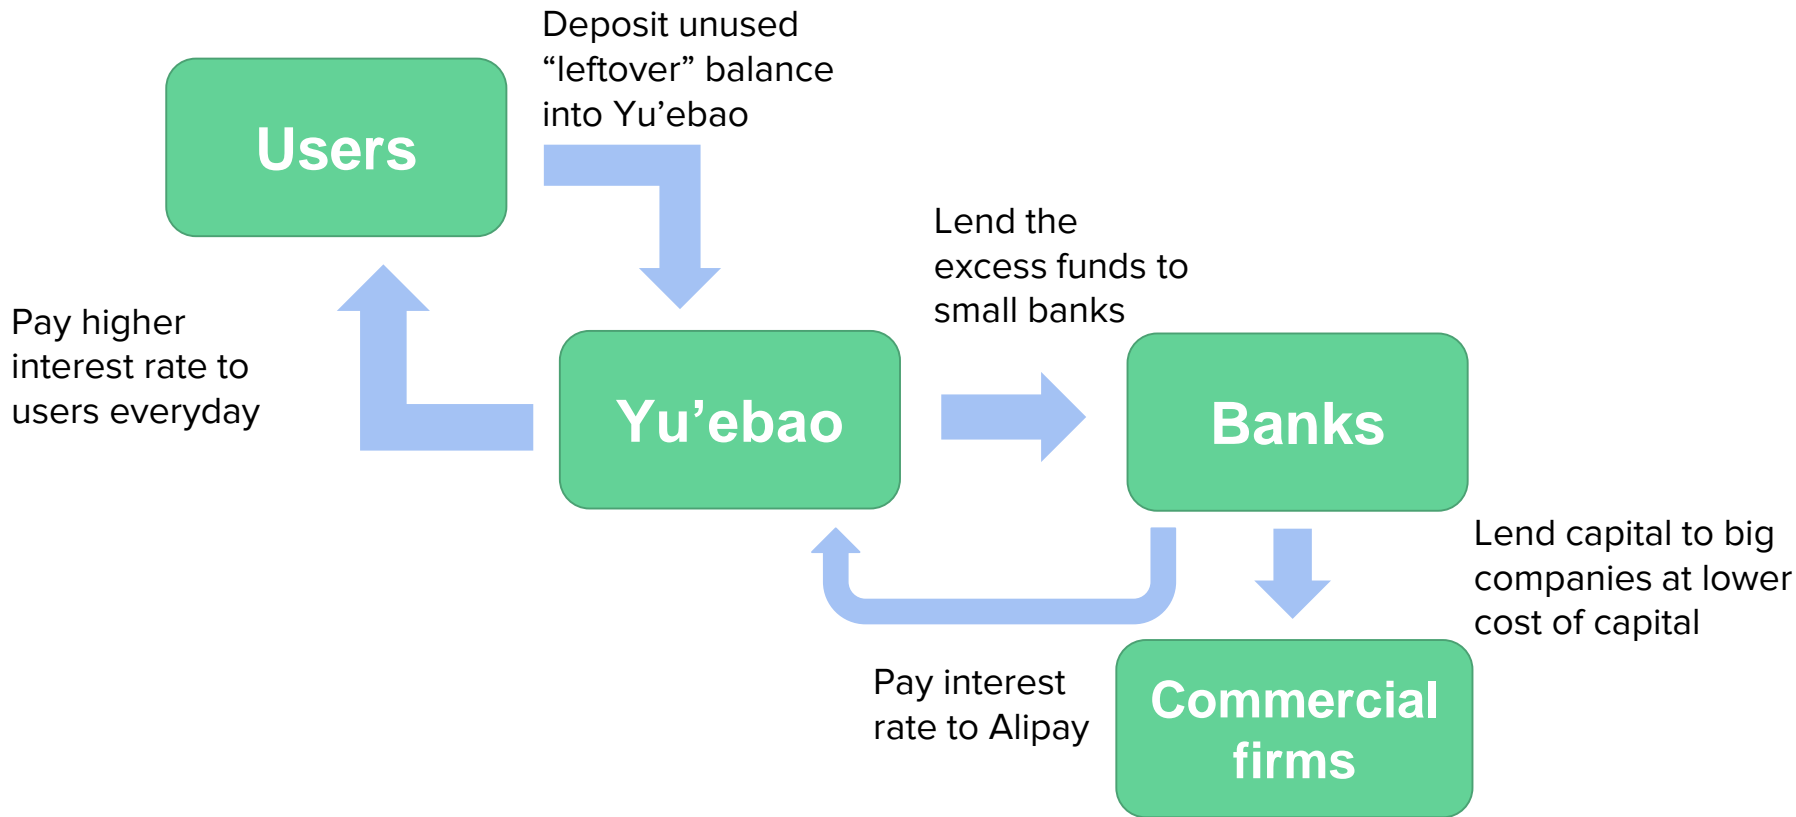 Deposit unused
“leftover” balance
into Yu’ebao
Users
Lend the
excess funds to
small banks
Pay higher
interest rate to
users everyday
Yu’ebao
Banks
Lend capital to big
companies at lower
cost of capital
Pay interest
rate to Alipay
Commercial
firms